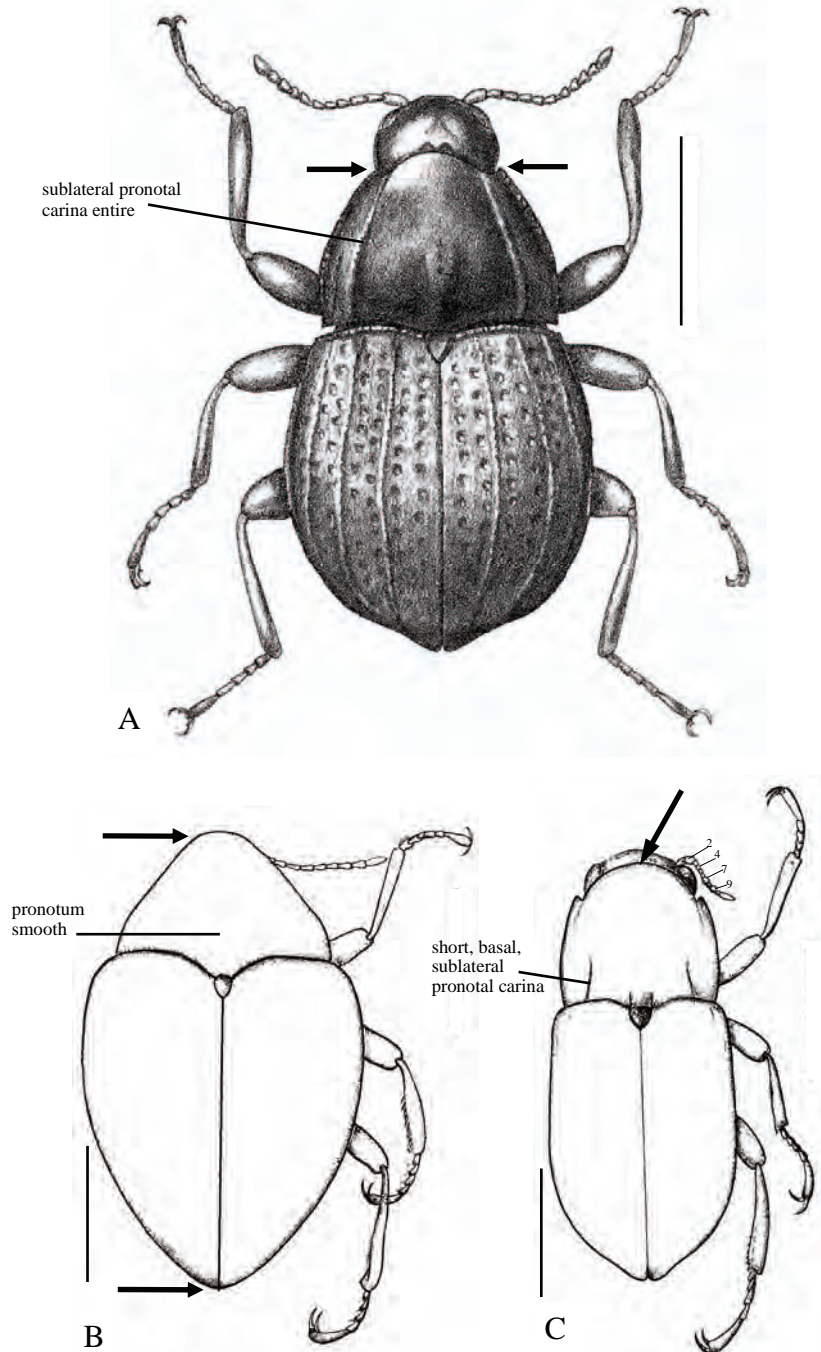 sublateral pronotal
carina entire
A
pronotum
smooth
B
2
4
7
9
short, basal,
sublateral
pronotal carina
C